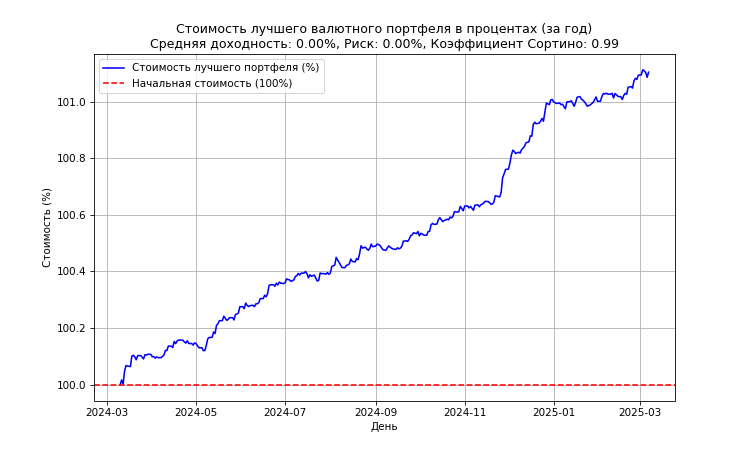 Стоимость лучшего валютного портфеля в процентах (за год)
Средняя доходность: 0.00%, Риск: 0.00%, Коэффициент Сортино: 0.99
Стоимость лучшего портфеля (%)
Начальная стоимость (100%)
Стоимость (%)
101.0
100.8
100.6
100.4
100.2
100.0
2024-03
2024-05
2024-07
2024-09
2024-11
2025-01
2025-03
День